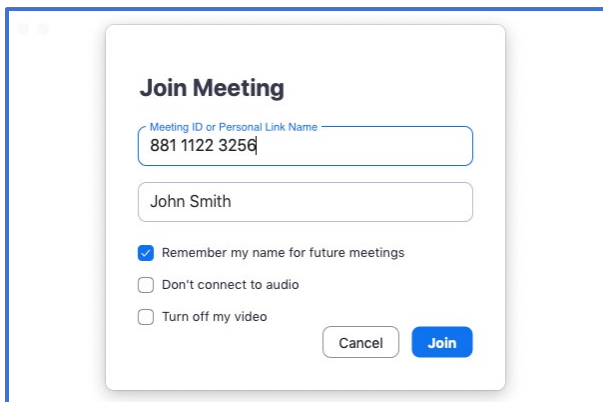 Join Meeting
Meeting ID or Personal Link Name
881 1122 3256
John Smith
Remember my name for future meetings
Don't connect to audio
Turn off my video
Cancel
Join